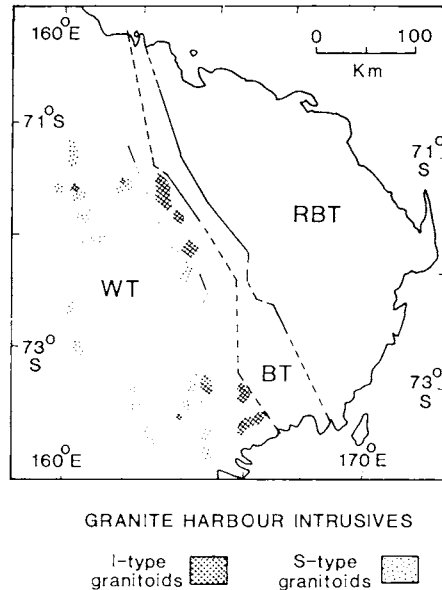 160°E
0 100
Km
71°S
71° S
RBT
WT
73° S
BT
73° S
160°E
170°E
GRANITE HARBOUR INTRUSIVES
I-type granitoids
S-type granitoids